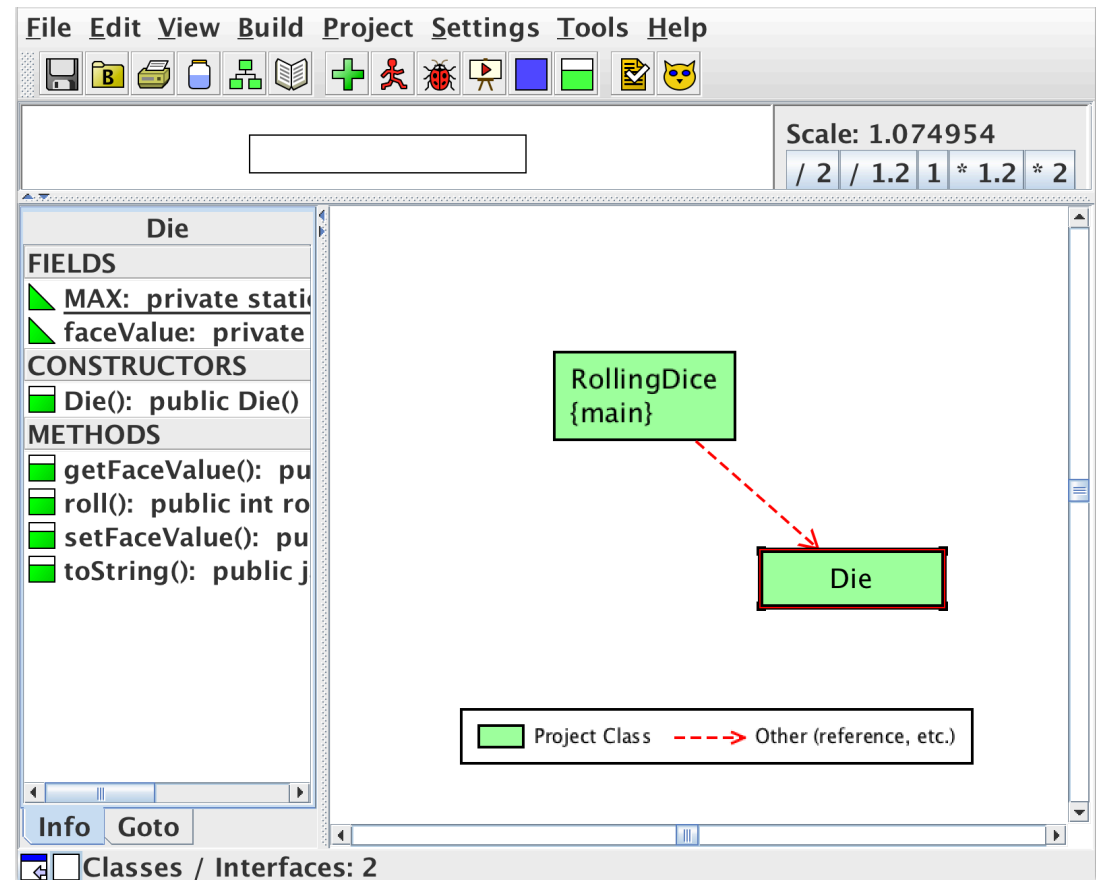 File Edit View Build Project Settings Tools Help
B
Scale: 1.074954
/ 2 / 1.2 1 * 1.2 * 2
Die
FIELDS
MAX: private stati
faceValue: private
CONSTRUCTORS
Die(): public Die()
METHODS
getFaceValue(): pu
roll(): public int ro
setFaceValue(): pu
toString(): public j
RollingDice
{main}
Die
Project Class Other (reference, etc.)
Info Goto
Classes / Interfaces: 2